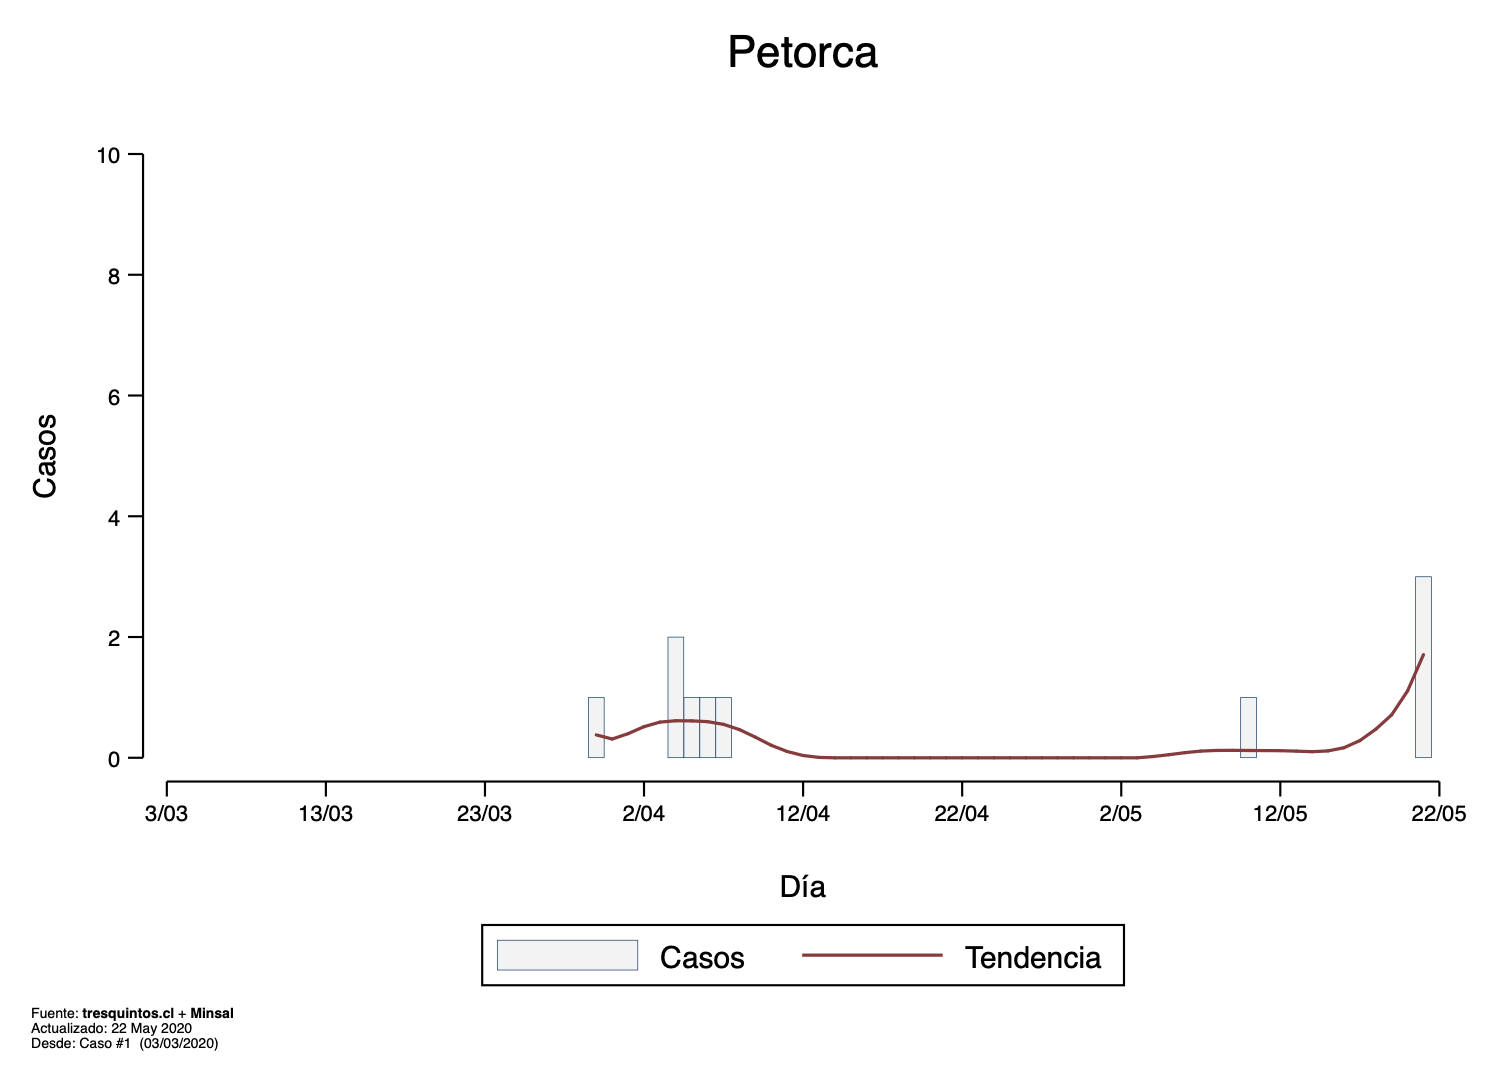 Petorca
10
8
6
4
2
0
Casos
3/03 13/03 23/03 2/04 12/04 22/04 2/05 12/05 22/05
Día
Casos Tendencia
Fuente: tresquintos.cl + Minsal
Actualizado: 22 May 2020
Desde: Caso #1 (03/03/2020)